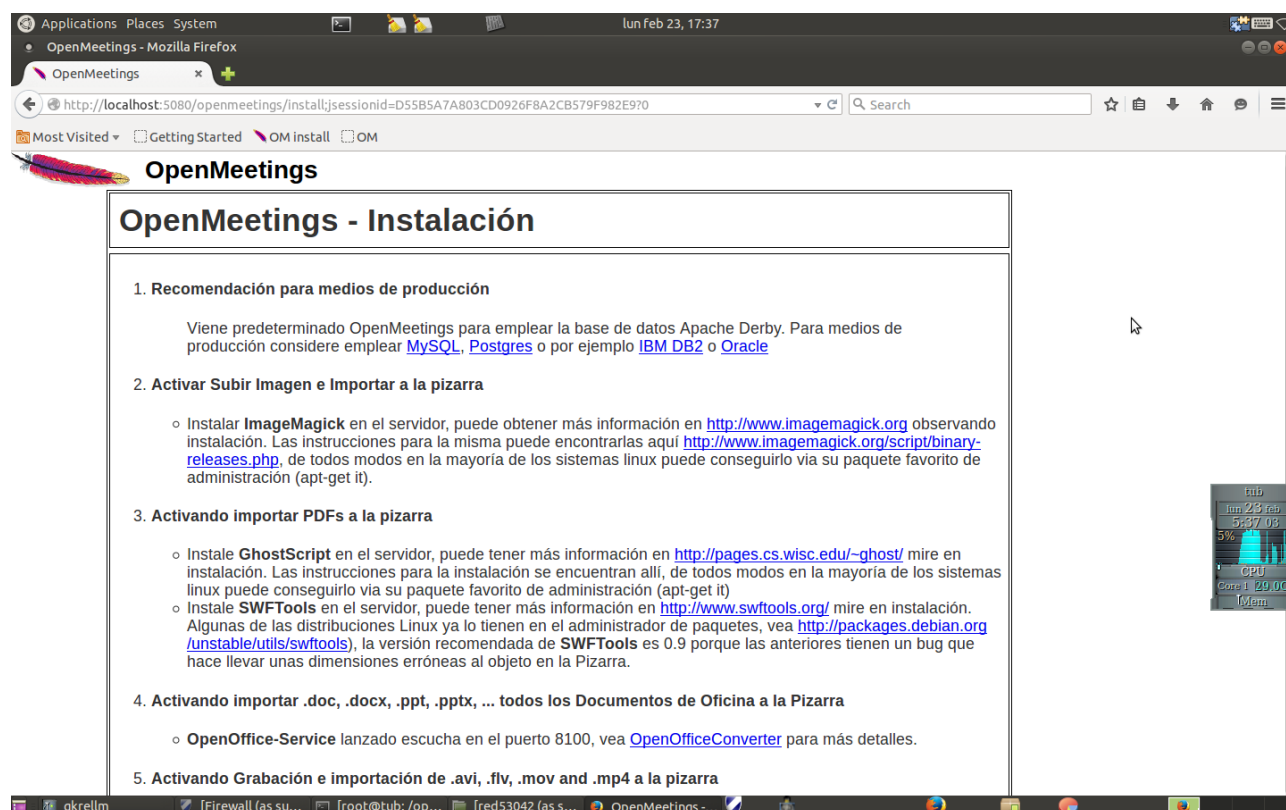 Applications Places System
lun feb 23, 17:37
OpenMeetings - Mozilla Firefox
OpenMeetings
http://localhost:5080/openmeetings/install;jsessionid=D55B5A7A803CD0926F8A2CB579F982E9?0
Search
Most Visited
Getting Started
OM install
OM
OpenMeetings
OpenMeetings - Instalación
1. Recomendación para medios de producción
Viene predeterminado OpenMeetings para emplear la base de datos Apache Derby. Para medios de
producción considere emplear MySQL, Postgres o por ejemplo IBM DB2 o Oracle
2. Activar Subir Imagen e Importar a la pizarra
Instalar ImageMagick en el servidor, puede obtener más información en http://www.imagemagick.org observando
instalación. Las instrucciones para la misma puede encontrarlas aquí http://www.imagemagick.org/script/binary-
releases.php, de todos modos en la mayoría de los sistemas linux puede conseguirlo via su paquete favorito de
administración (apt-get it).
3. Activando importar PDFs a la pizarra
Instale GhostScript en el servidor, puede tener más información en http://pages.cs.wisc.edu/~ghost/ mire en
instalación. Las instrucciones para la instalación se encuentran allí, de todos modos en la mayoría de los sistemas
linux puede conseguirlo via su paquete favorito de administración (apt-get it)
Instale SWFTools en el servidor, puede tener más información en http://www.swftools.org/ mire en instalación.
Algunas de las distribuciones Linux ya lo tienen en el administrador de paquetes, vea http://packages.debian.org
/unstable/utils/swftools), la versión recomendada de SWFTools es 0.9 porque las anteriores tienen un bug que
hace llevar unas dimensiones erróneas al objeto en la Pizarra.
4. Activando importar .doc, .docx, .ppt, .pptx, ... todos los Documentos de Oficina a la Pizarra
OpenOffice-Service lanzado escucha en el puerto 8100, vea OpenOfficeConverter para más detalles.
5. Activando Grabación e importación de .avi, .flv, .mov and .mp4 a la pizarra
tub
lun 23 feb
5:37 03
5%
CPU
Core 1 29.0C
Mem
gkrellm
[Firewall (as su...
[root@tub: /op...
[red53042 (as s...
OpenMeetings -